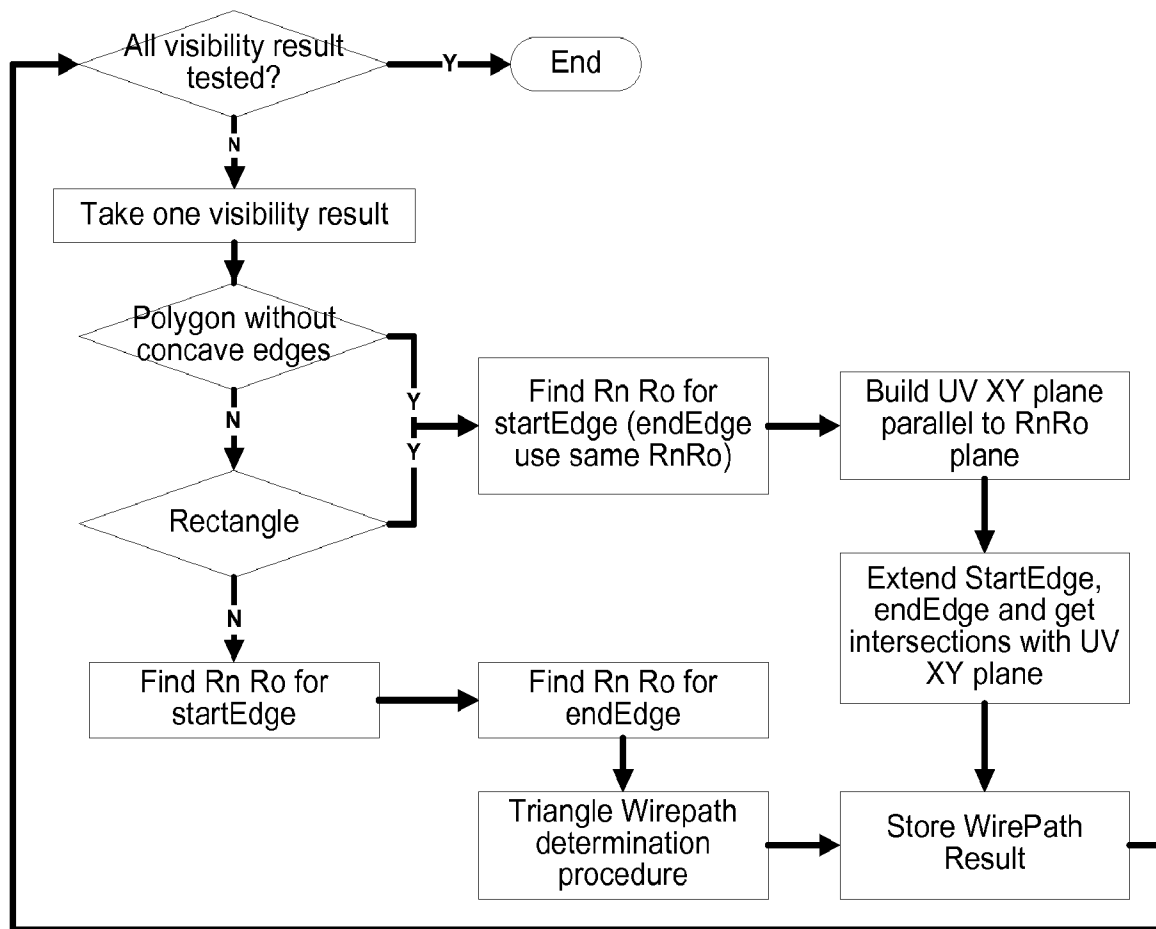 All visibility result
tested?
Y
End
N
Take one visibility result
Polygon without
concave edges
Y
N
Find Rn Ro for
startEdge (endEdge
use same RnRo)
Build UV XY plane
parallel to RnRo
plane
Y
Rectangle
Extend StartEdge,
endEdge and get
intersections with UV
XY plane
N
Find Rn Ro for
startEdge
Find Rn Ro for
endEdge
Triangle Wirepath
determination
procedure
Store WirePath
Result